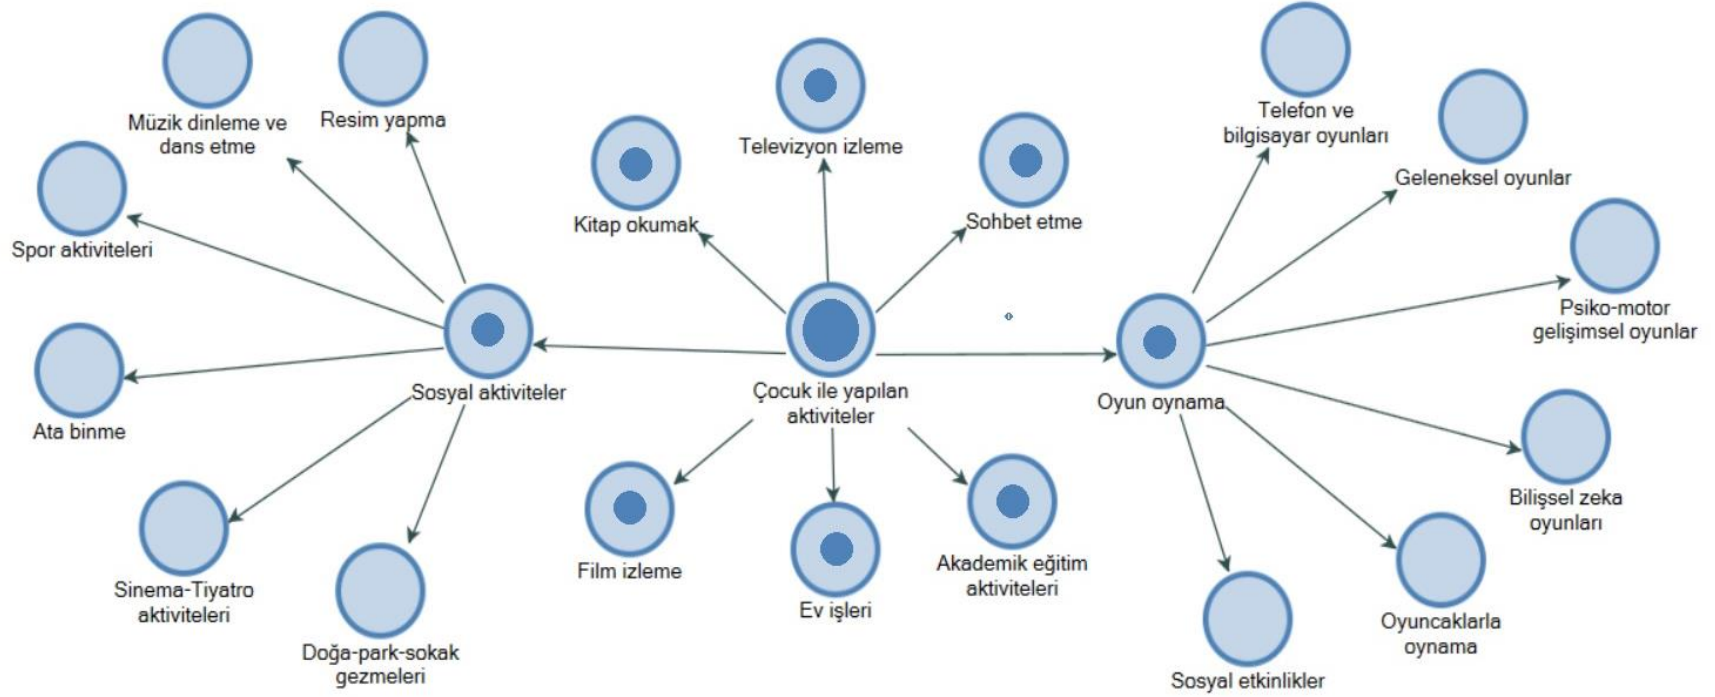 Müzik dinleme ve
dans etme
Resim yapma
Spor aktiviteleri
Ata binme
Sosyal aktiviteler
Sinema-Tiyatro
aktiviteleri
Doğa-park-sokak
gezmeleri
Kitap okumak
Televizyon izleme
Sohbet etme
Çocuk ile yapılan
aktiviteler
Film izleme
Ev işleri
Akademik eğitim
aktiviteleri
Telefon ve
bilgisayar oyunları
Geleneksel oyunlar
Psiko-motor
gelişimsel oyunlar
Oyun oynama
Bilişsel zeka
oyunları
Oyuncaklarla
oynama
Sosyal etkinlikler